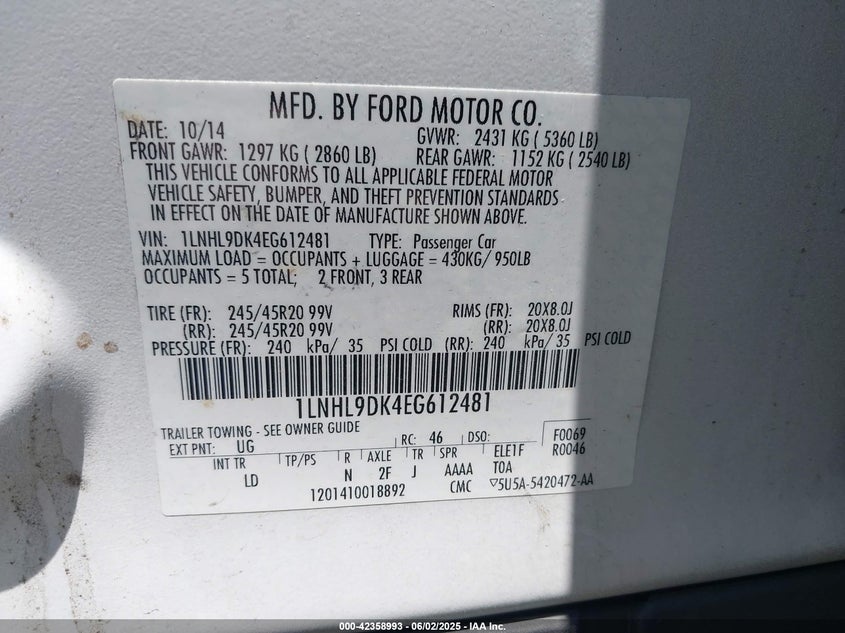 MFD. BY FORD MOTOR CO.
DATE: 10/14 GVWR: 2431 KG ( 5360 LB)
FRONT GAWR: 1297 KG ( 2860 LB) REAR GAWR: 1152 KG ( 2540 LB)
THIS VEHICLE CONFORMS TO ALL APPLICABLE FEDERAL MOTOR
VEHICLE SAFETY, BUMPER, AND THEFT PREVENTION STANDARDS
IN EFFECT ON THE DATE OF MANUFACTURE SHOWN ABOVE.
VIN: 1LNHL9DK4EG612481 TYPE: Passenger Car
MAXIMUM LOAD = OCCUPANTS + LUGGAGE = 430KG/ 950LB
OCCUPANTS = 5 TOTAL; 2 FRONT, 3 REAR
TIRE (FR): 245/45R20 99V RIMS (FR): 20X8.0J
(RR): 245/45R20 99V (RR): 20X8.0J
PRESSURE (FR): 240 kPa/ 35 PSI COLD (RR): 240 kPa/ 35 PSI COLD
1LNHL9DK4EG612481
TRAILER TOWING - SEE OWNER GUIDE
EXT PNT: UG RC: 46 DSO: F0069
INT TR TP/PS R AXLE TR SPR ELE1F R0046
LD N 2F J AAAA TOA
1201410018892 CMC ▽5U5A-5420472-AA
000-42358993 - 06/02/2025 - IAA Inc.